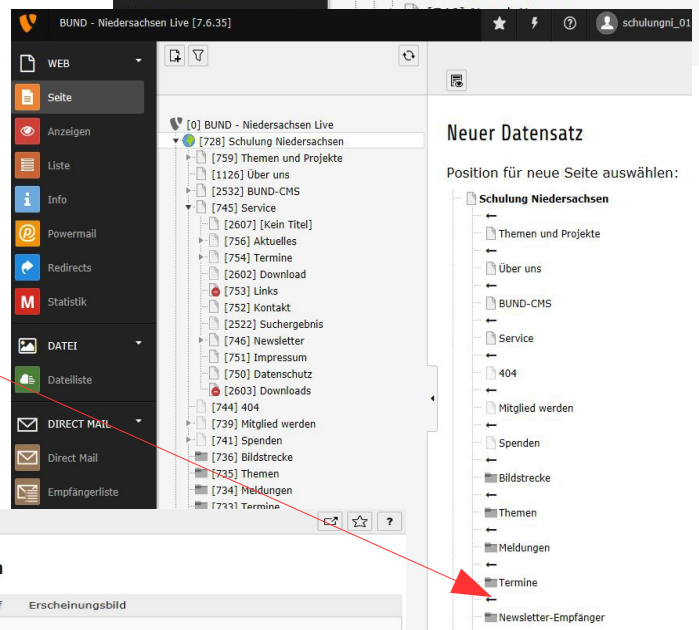 BUND - Niedersachsen Live [7.6.35]
schulungni_01
WEB
Seite
Anzeigen
Liste
Info
Powermail
Redirects
Statistik
DATEI
Dateiliste
DIRECT MAIL
Direct Mail
Empfängerliste
[0] BUND - Niedersachsen Live
[728] Schulung Niedersachsen
[759] Themen und Projekte
[1126] Über uns
[2532] BUND-CMS
[745] Service
[2607] [Kein Titel]
[756] Aktuelles
[754] Termine
[2602] Download
[753] Links
[752] Kontakt
[2522] Suchergebnis
[746] Newsletter
[751] Impressum
[750] Datenschutz
[2603] Downloads
[744] 404
[739] Mitglied werden
[741] Spenden
[736] Bildstrecke
[735] Themen
[734] Meldungen
[733] Termine
Neuer Datensatz
Position für neue Seite auswählen:
Schulung Niedersachsen
Themen und Projekte
Über uns
BUND-CMS
Service
404
Mitglied werden
Spenden
Bildstrecke
Themen
Meldungen
Termine
Newsletter-Empfänger
Erscheinungsbild